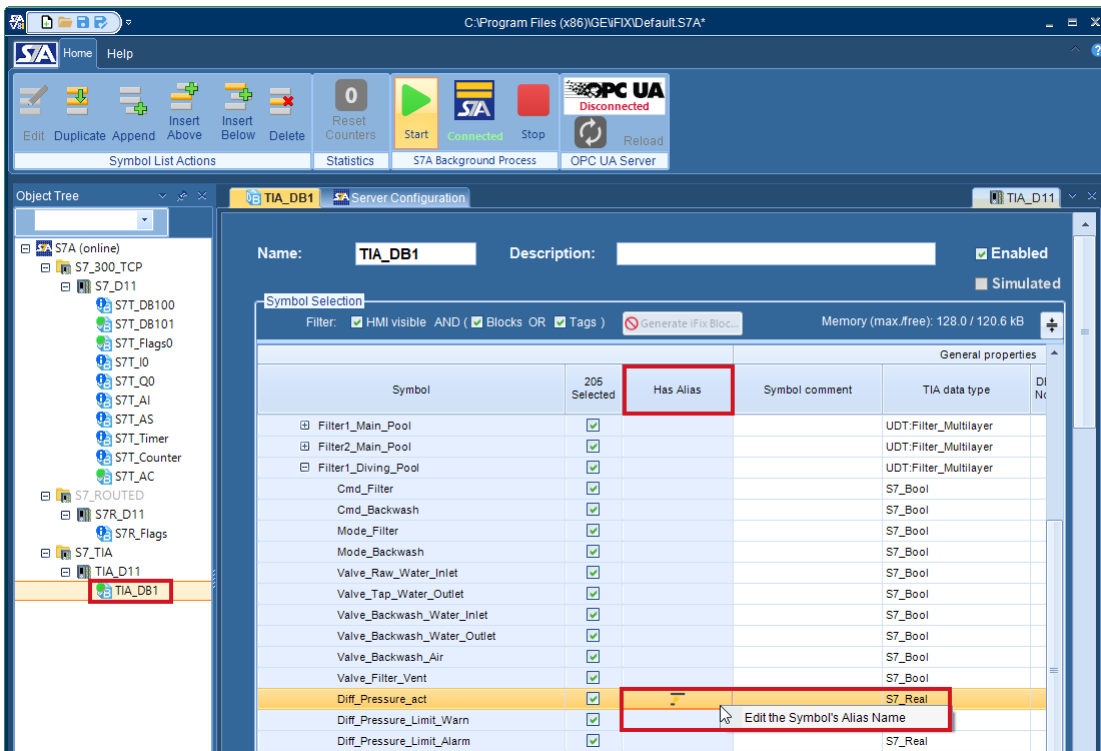 C:\Program Files (x86)\GE\iFIX\Default.S7A*
S7A Home Help
Edit Duplicate Append Insert Above Insert Below Delete
Symbol List Actions
0
Reset Counters
Statistics
Start S7A Connected Stop
S7A Background Process
OPC UA
Disconnected
Reload
OPC UA Server
Object Tree
S7A (online)
S7_300_TCP
S7_D11
S7T_DB100
S7T_DB101
S7T_Flags0
S7T_I0
S7T_Q0
S7T_AI
S7T_AS
S7T_Timer
S7T_Counter
S7T_AC
S7_ROUTED
S7R_D11
S7R_Flags
S7_TIA
TIA_D11
TIA_DB1
TIA_DB1 S7A Server Configuration TIA_D11
Name: TIA_DB1 Description: Enabled
Simulated
Symbol Selection
Filter: HMI visible AND ( Blocks OR Tags ) Generate iFix Bloc... Memory (max./free): 128.0 / 120.6 kB
General properties
Symbol 205 Selected Has Alias Symbol comment TIA data type
Filter1_Main_Pool UDT:Filter_Multilayer
Filter2_Main_Pool UDT:Filter_Multilayer
Filter1_Diving_Pool UDT:Filter_Multilayer
Cmd_Filter S7_Bool
Cmd_Backwash S7_Bool
Mode_Filter S7_Bool
Mode_Backwash S7_Bool
Valve_Raw_Water_Inlet S7_Bool
Valve_Tap_Water_Outlet S7_Bool
Valve_Backwash_Water_Inlet S7_Bool
Valve_Backwash_Water_Outlet S7_Bool
Valve_Backwash_Air S7_Bool
Valve_Filter_Vent S7_Bool
Diff_Pressure_act S7_Real
Diff_Pressure_Limit_Warn Edit the Symbol's Alias Name
Diff_Pressure_Limit_Alarm S7_Real